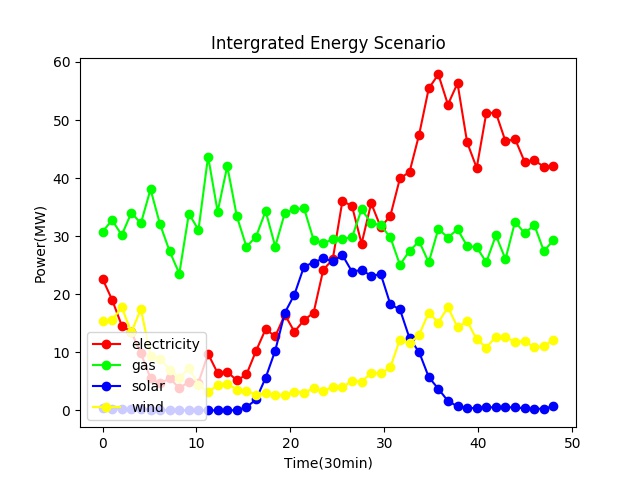 Intergrated Energy Scenario
Power(MW)
60
50
40
30
20
10
0
electricity
gas
solar
wind
0 10 20 30 40 50
Time(30min)